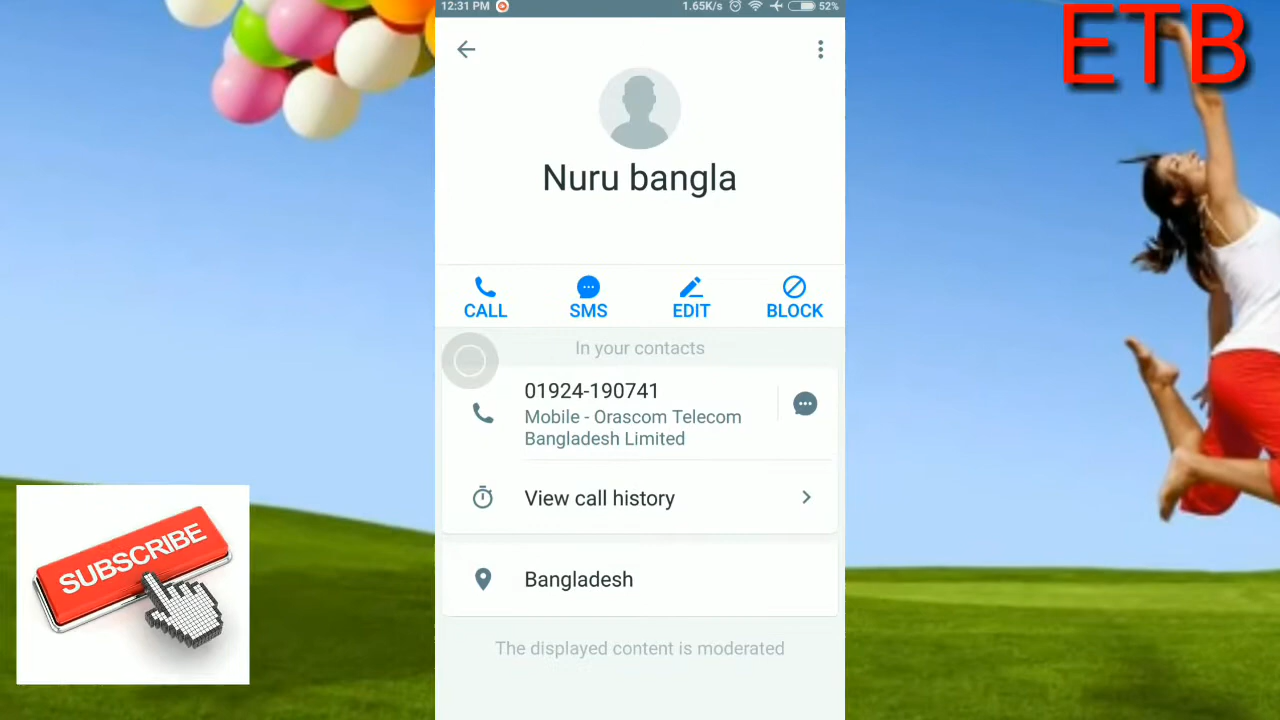 12:31 PM 1.65K/s 52%
ETB
Nuru bangla
CALL SMS EDIT BLOCK
In your contacts
01924-190741
Mobile - Orascom Telecom
Bangladesh Limited
View call history
SUBSCRIBE
Bangladesh
The displayed content is moderated